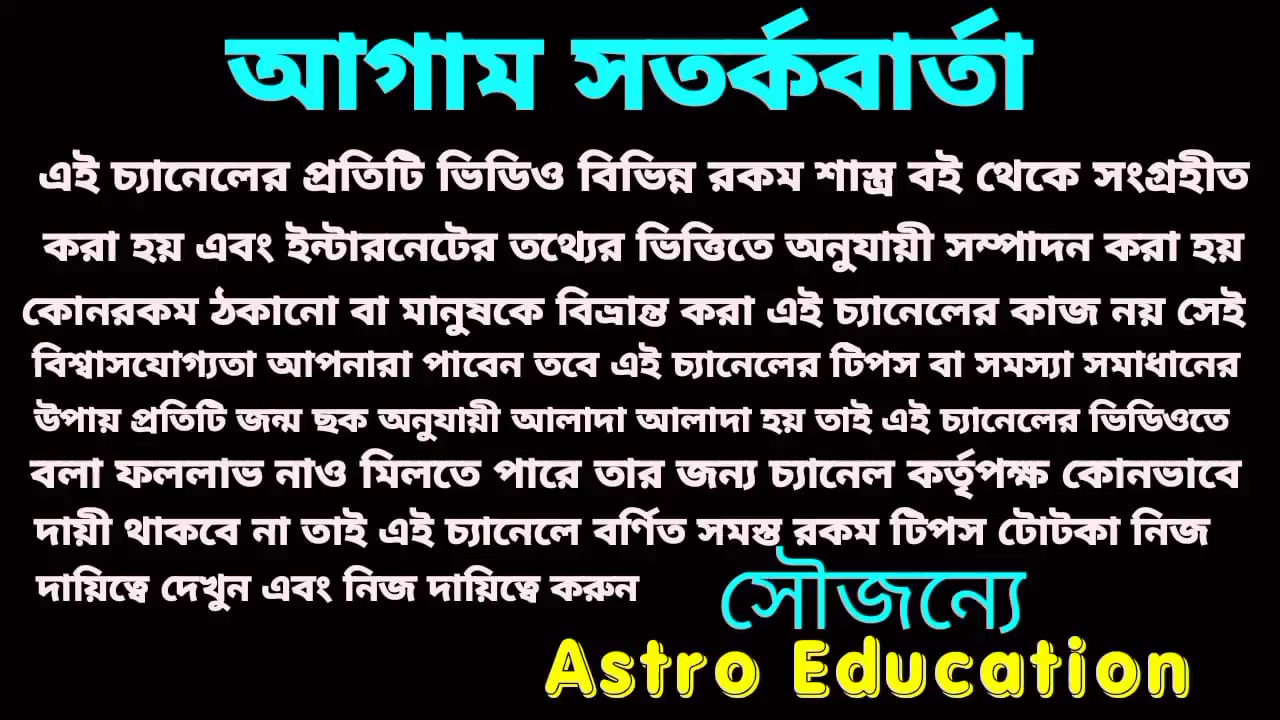 আগাম সতর্কবার্তা
এই চ্যানেলের প্রতিটি ভিডিও বিভিন্ন রকম শাস্ত্র বই থেকে সংগ্রহীত
করা হয় এবং ইন্টারনেটের তথ্যের ভিত্তিতে অনুযায়ী সম্পাদন করা হয়
কোনরকম ঠকানো বা মানুষকে বিভ্রান্ত করা এই চ্যানেলের কাজ নয় সেই
বিশ্বাসযোগ্যতা আপনারা পাবেন তবে এই চ্যানেলের টিপস বা সমস্যা সমাধানের
উপায় প্রতিটি জন্ম ছক অনুযায়ী আলাদা আলাদা হয় তাই এই চ্যানেলের ভিডিওতে
বলা ফললাভ নাও মিলতে পারে তার জন্য চ্যানেল কর্তৃপক্ষ কোনভাবে
দায়ী থাকবে না তাই এই চ্যানেলে বর্ণিত সমস্ত রকম টিপস টোটকা নিজ
দায়িত্বে দেখুন এবং নিজ দায়িত্বে করুন
সৌজন্যে
Astro Education